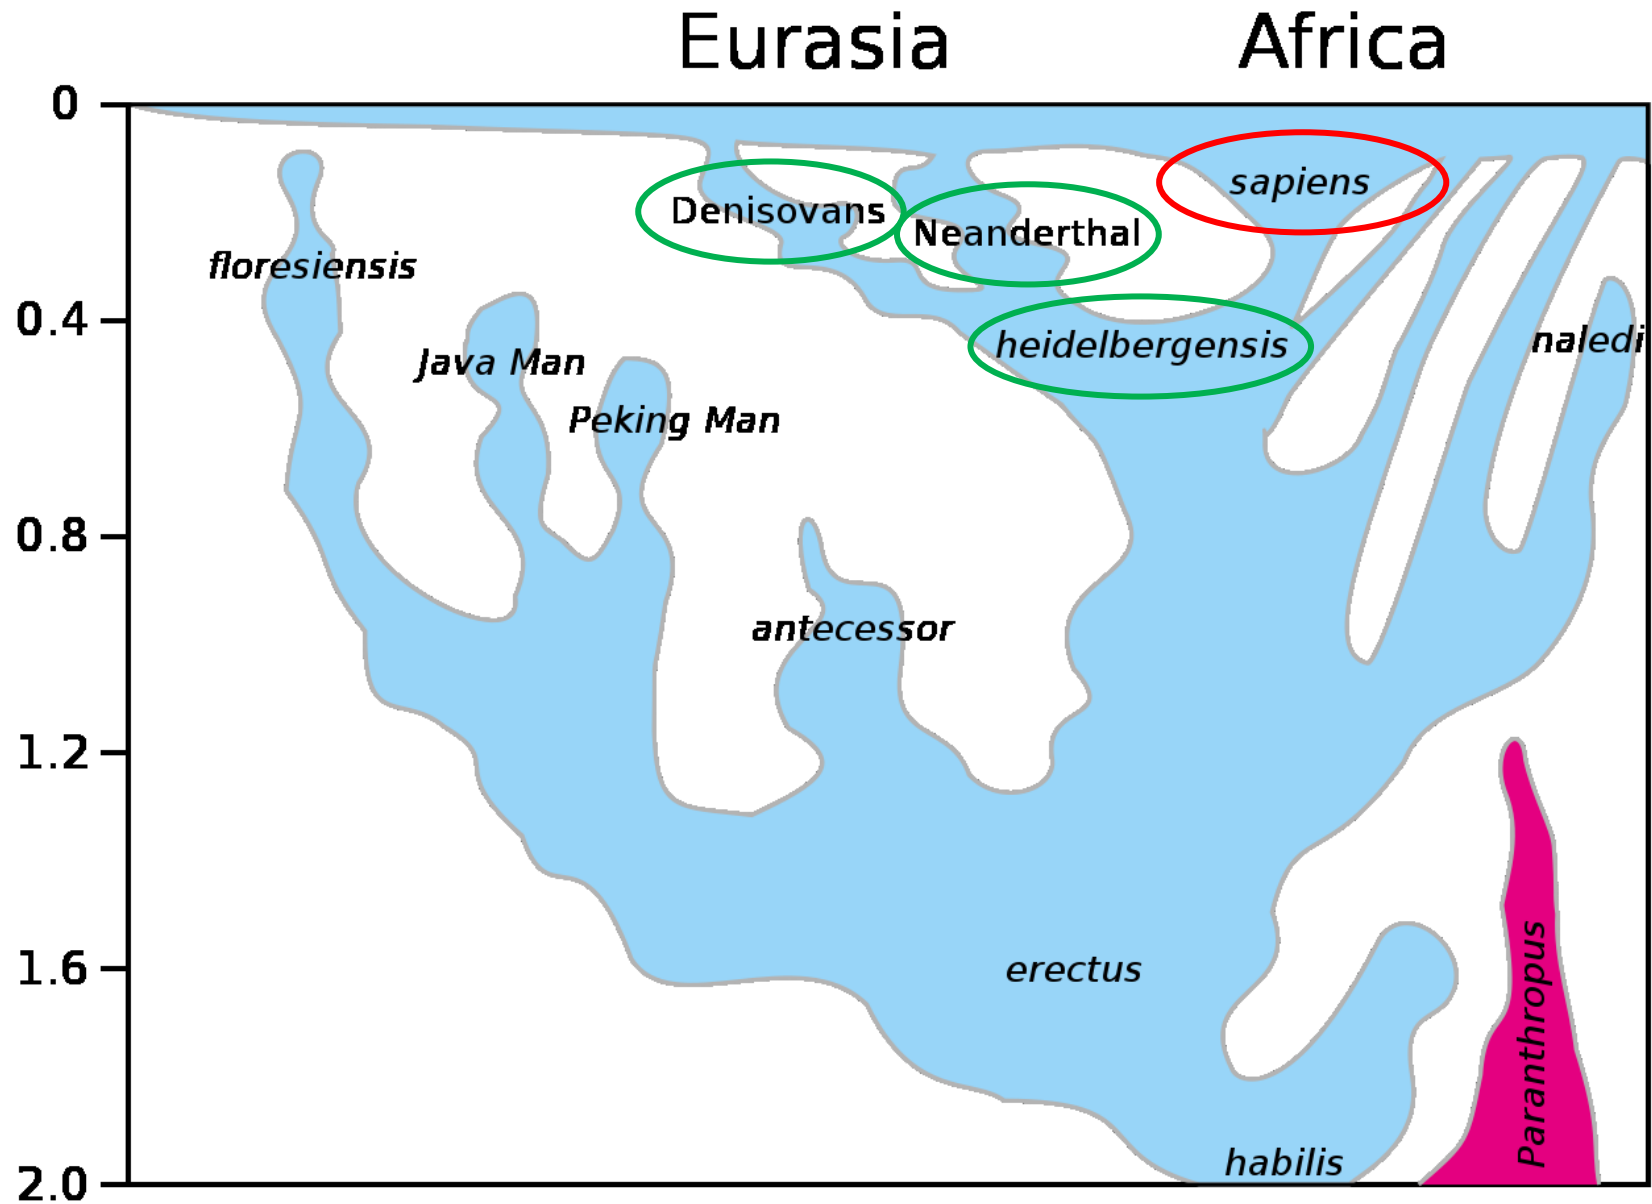 Eurasia Africa
0
sapiens
Denisovans
Neanderthal
floresiensis
0.4
heidelbergensis
naledi
Java Man
Peking Man
0.8
antecessor
1.2
1.6
erectus
Paranthropus
habilis
2.0